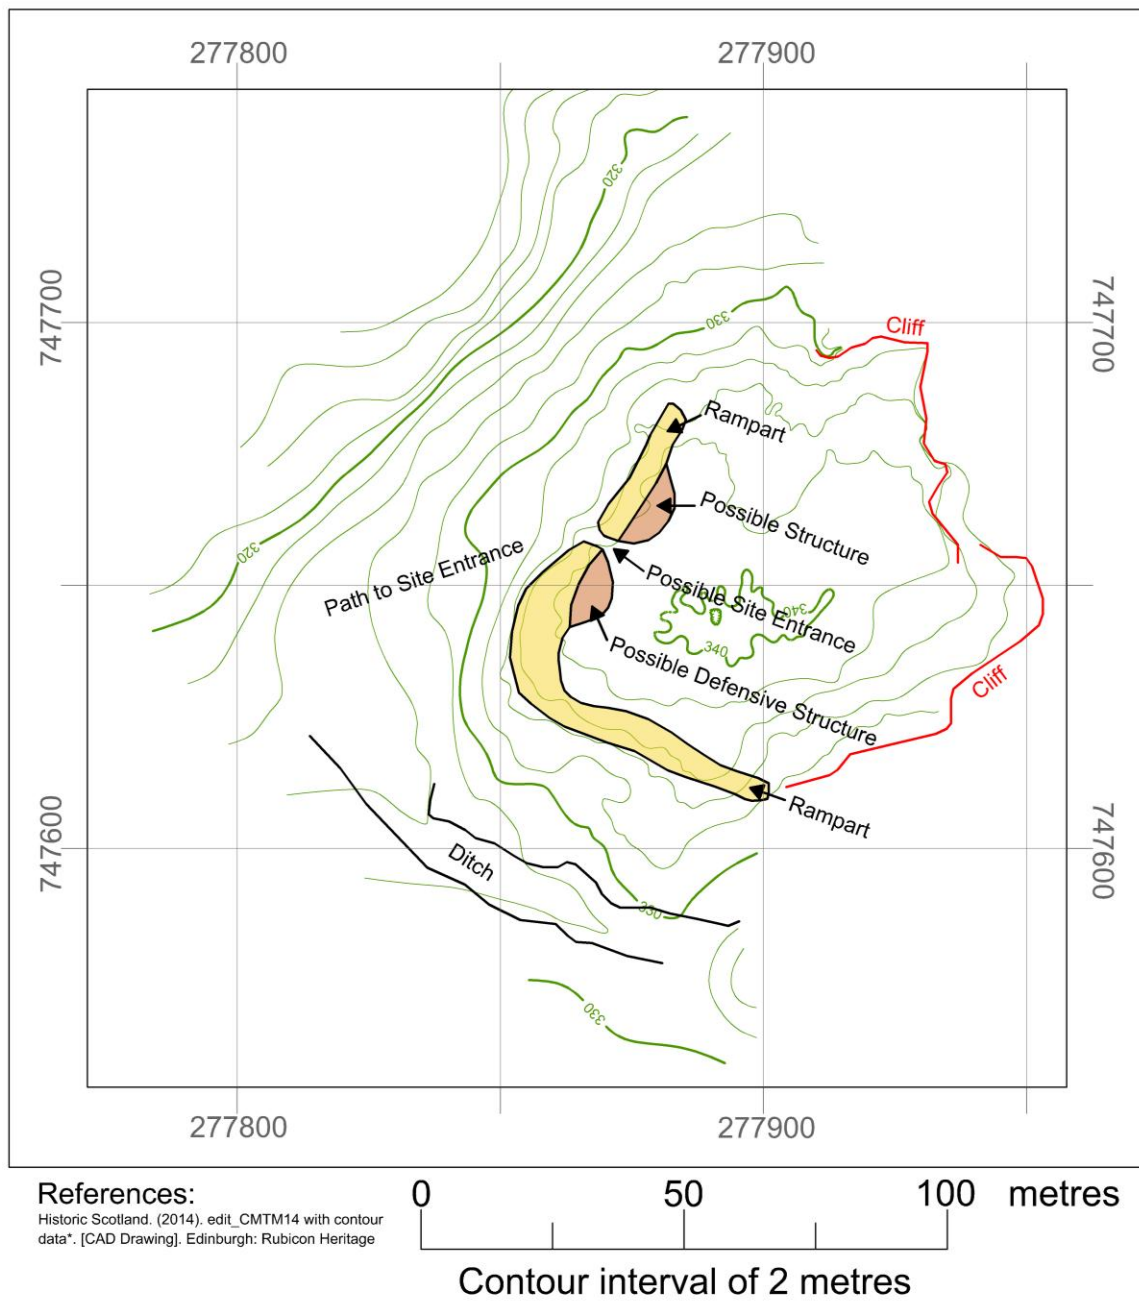 277800
277900
320
747700
747700
330
Cliff
Rampart
Possible Structure
320
Path to Site Entrance
Possible Site Entrance
340
340
Possible Defensive Structure
Cliff
Rampart
747600
747600
Ditch
330
330
277800
277900
References:
Historic Scotland. (2014). edit_CMTM14 with contour
data*. [CAD Drawing]. Edinburgh: Rubicon Heritage
0 50 100 metres
Contour interval of 2 metres